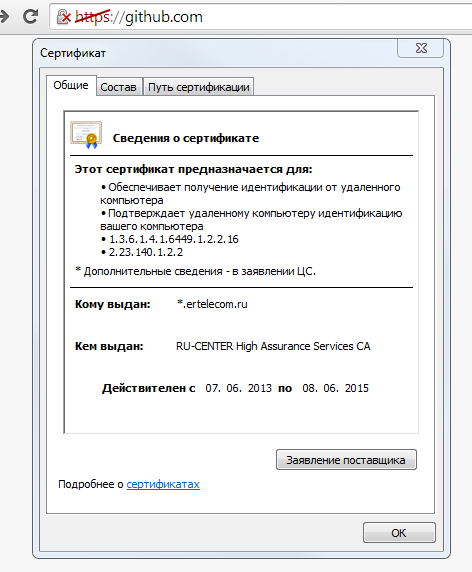 https://github.com
Сертификат
Общие
Состав
Путь сертификации
Сведения о сертификате
Этот сертификат предназначается для:
• Обеспечивает получение идентификации от удаленного
компьютера
• Подтверждает удаленному компьютеру идентификацию
вашего компьютера
• 1.3.6.1.4.1.6449.1.2.2.16
• 2.23.140.1.2.2
* Дополнительные сведения - в заявлении ЦС.
Кому выдан: *.ertelecom.ru
Кем выдан: RU-CENTER High Assurance Services CA
Действителен с 07. 06. 2013 по 08. 06. 2015
Заявление поставщика
Подробнее о сертификатах
OK